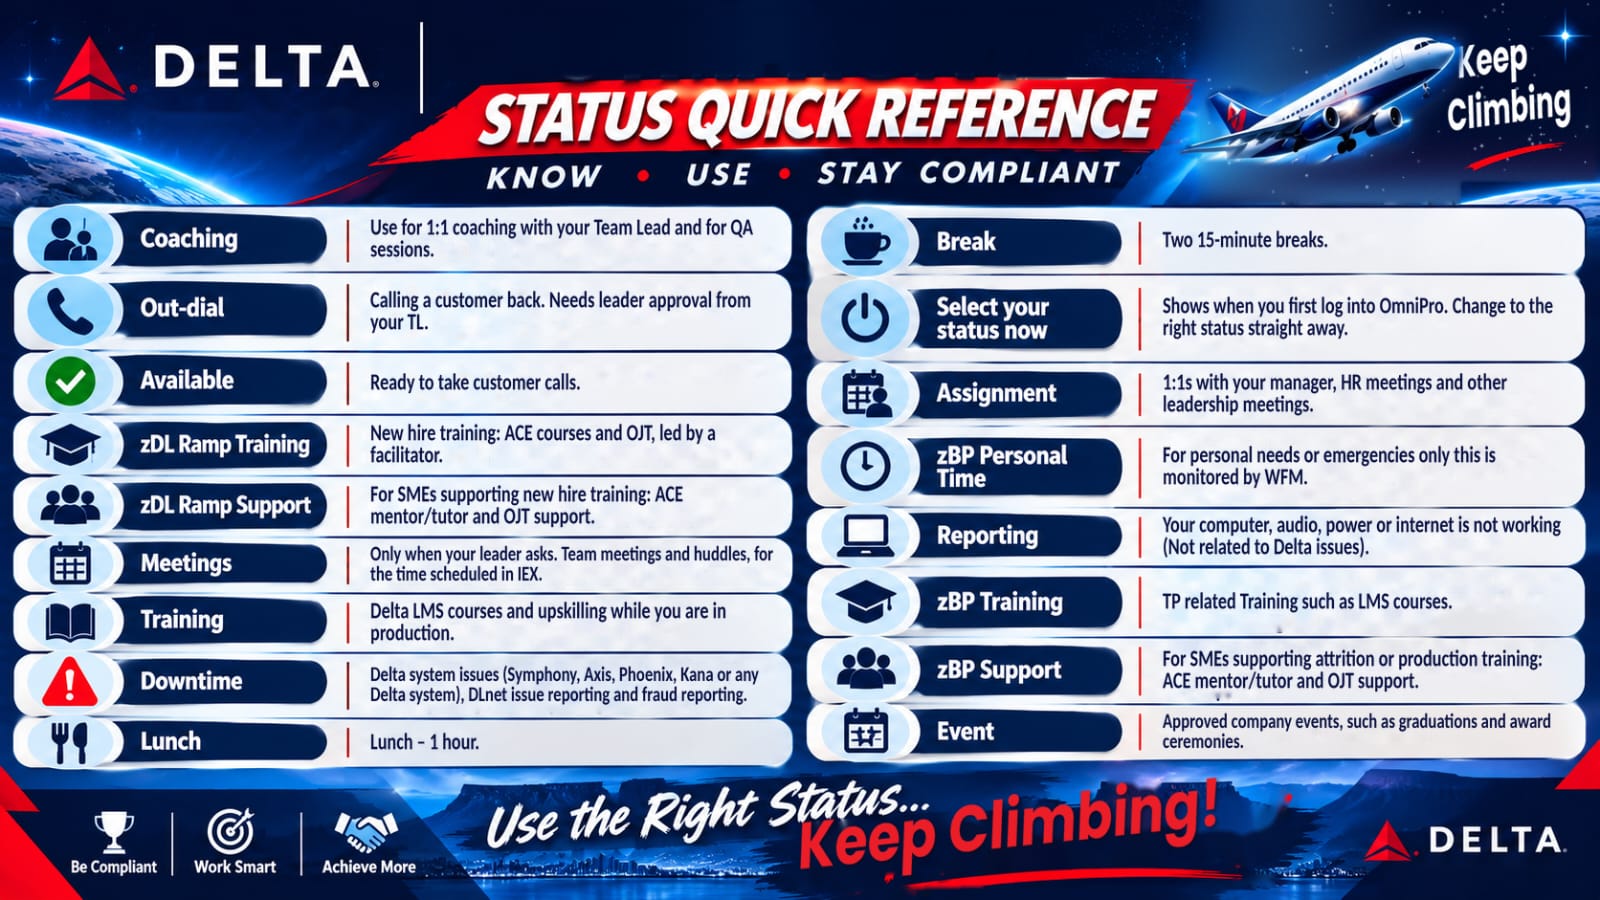 DELTA
STATUS QUICK REFERENCE
KNOW • USE • STAY COMPLIANT
Keep
Climbing
Coaching
Use for 1:1 coaching with your Team Lead and for QA
sessions.
Out-dial
Calling a customer back. Needs leader approval from
your TL.
Available
Ready to take customer calls.
zDL Ramp Training
New hire training: ACE courses and OJT, led by a
facilitator.
zDL Ramp Support
For SMEs supporting new hire training: ACE
mentor/tutor and OJT support.
Meetings
Only when your leader asks. Team meetings and huddles, for
the time scheduled in IEX.
Training
Delta LMS courses and upskilling while you are in
production.
Downtime
Delta system issues (Symphony, Axis, Phoenix, Kana or any
Delta system), DLnet issue reporting and fraud reporting.
Lunch
Lunch – 1 hour.
Break
Two 15-minute breaks.
Select your
status now
Shows when you first log into OmniPro. Change to the
right status straight away.
Assignment
1:1s with your manager, HR meetings and other
leadership meetings.
zBP Personal
Time
For personal needs or emergencies only this is
monitored by WFM.
Reporting
Your computer, audio, power or internet is not working
(Not related to Delta issues).
zBP Training
TP related Training such as LMS courses.
zBP Support
For SMEs supporting attrition or production training:
ACE mentor/tutor and OJT support.
Event
Approved company events, such as graduations and award
ceremonies.
Be Compliant
Work Smart
Achieve More
Use the Right Status...
Keep Climbing!
DELTA